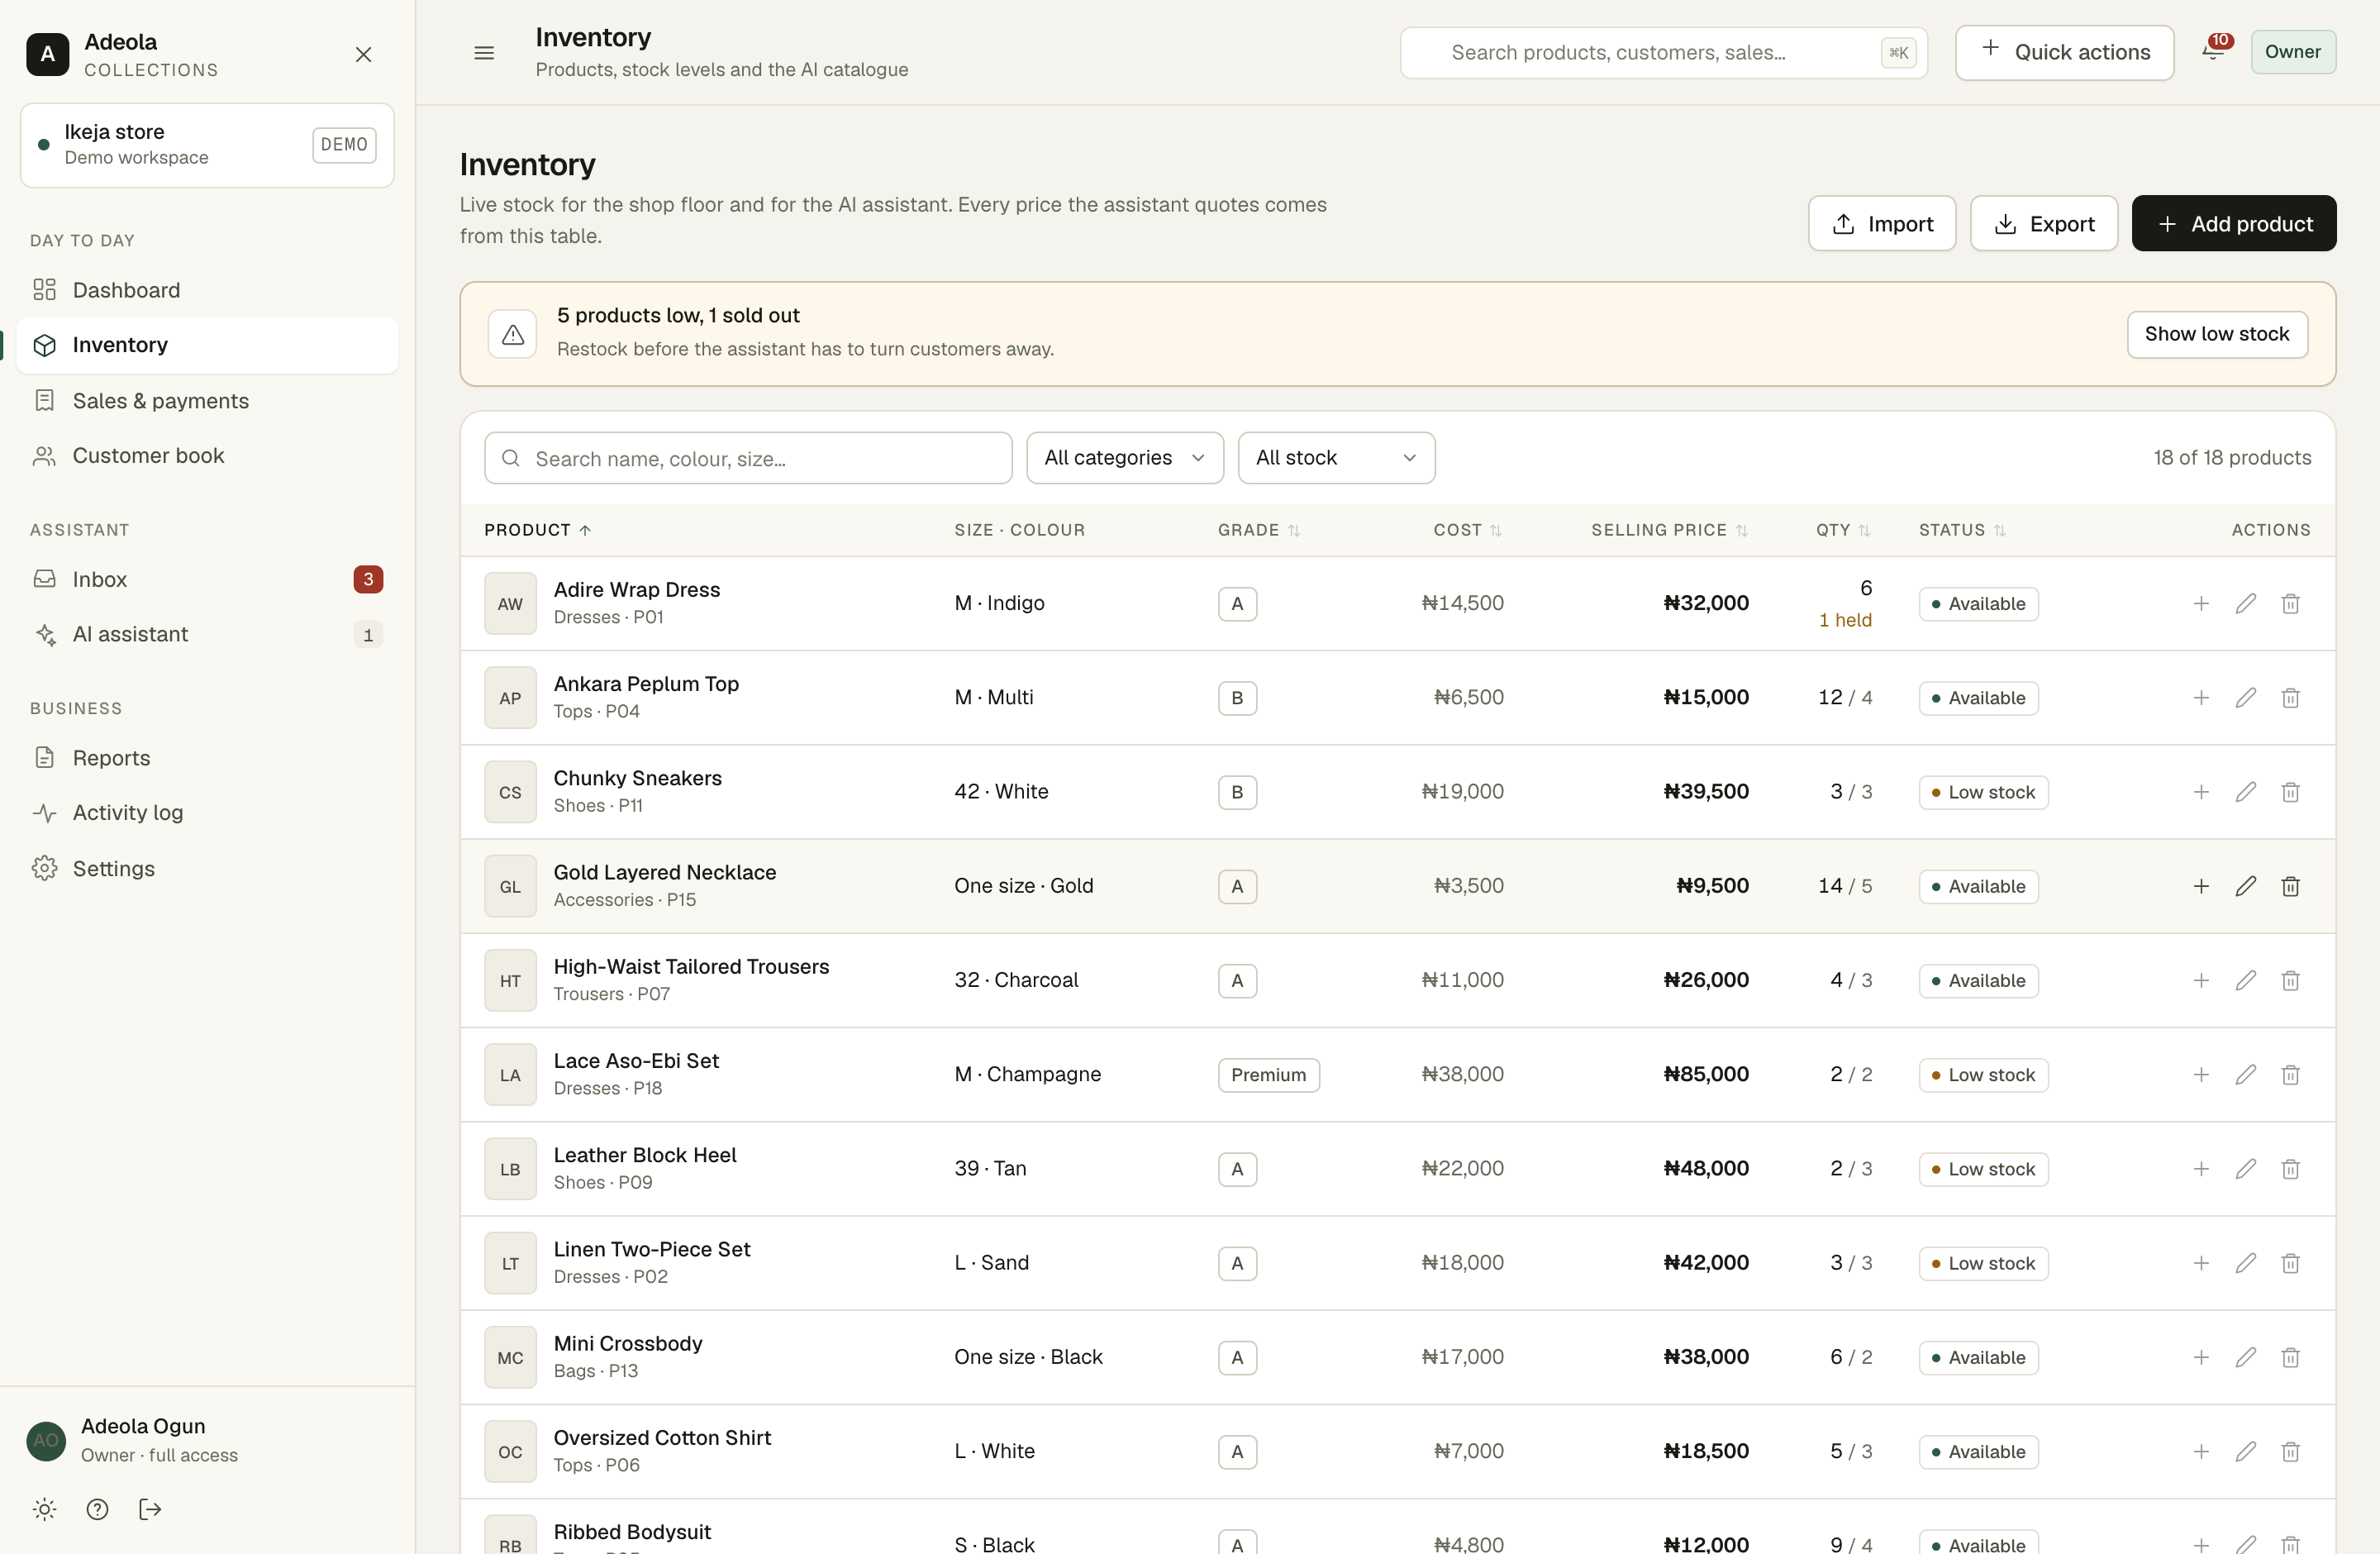 A
Adeola
COLLECTIONS
Ikeja store
Demo workspace
DEMO
DAY TO DAY
Dashboard
Inventory
Sales & payments
Customer book
ASSISTANT
Inbox
3
AI assistant
1
BUSINESS
Reports
Activity log
Settings
AO
Adeola Ogun
Owner · full access
Inventory
Products, stock levels and the AI catalogue
Search products, customers, sales...
⌘K
Quick actions
10
Owner
Inventory
Live stock for the shop floor and for the AI assistant. Every price the assistant quotes comes
from this table.
Import
Export
Add product
5 products low, 1 sold out
Restock before the assistant has to turn customers away.
Show low stock
Search name, colour, size...
All categories
All stock
18 of 18 products
PRODUCT SIZE · COLOUR GRADE COST SELLING PRICE QTY STATUS ACTIONS
AW Adire Wrap Dress M · Indigo A ₦14,500 ₦32,000 6 Available
Dresses · P01 1 held
AP Ankara Peplum Top M · Multi B ₦6,500 ₦15,000 12 / 4 Available
Tops · P04
CS Chunky Sneakers 42 · White B ₦19,000 ₦39,500 3 / 3 Low stock
Shoes · P11
GL Gold Layered Necklace One size · Gold A ₦3,500 ₦9,500 14 / 5 Available
Accessories · P15
HT High-Waist Tailored Trousers 32 · Charcoal A ₦11,000 ₦26,000 4 / 3 Available
Trousers · P07
LA Lace Aso-Ebi Set M · Champagne Premium ₦38,000 ₦85,000 2 / 2 Low stock
Dresses · P18
LB Leather Block Heel 39 · Tan A ₦22,000 ₦48,000 2 / 3 Low stock
Shoes · P09
LT Linen Two-Piece Set L · Sand A ₦18,000 ₦42,000 3 / 3 Low stock
Dresses · P02
MC Mini Crossbody One size · Black A ₦17,000 ₦38,000 6 / 2 Available
Bags · P13
OC Oversized Cotton Shirt L · White A ₦7,000 ₦18,500 5 / 3 Available
Tops · P06
RB Ribbed Bodysuit S · Black A ₦4,800 ₦12,000 9 / 4 Available